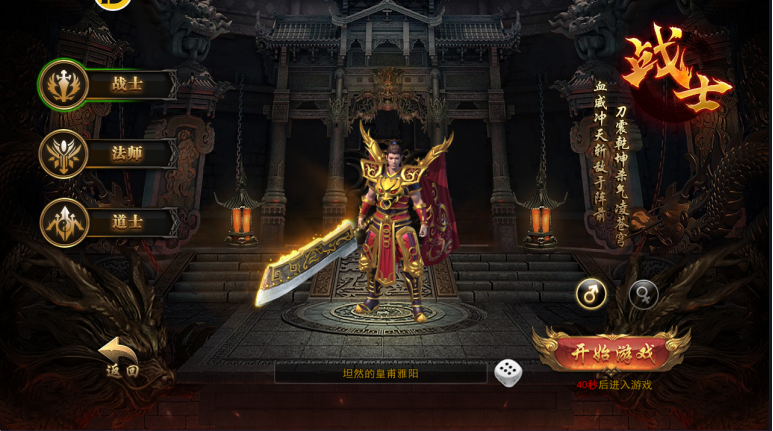 战士
法师
道士
返回
战士
刀震乾坤杀气凌苍穹
血威冲天斩敌于阵前
坦然的皇甫雅阳
开始游戏
40秒后进入游戏